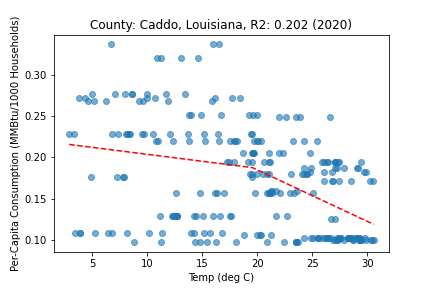 County: Caddo, Louisiana, R2: 0.202 (2020)
Per-Capita Consumption (MMBtu/1000 Households)
0.30
0.25
0.20
0.15
0.10
5 10 15 20 25 30
Temp (deg C)